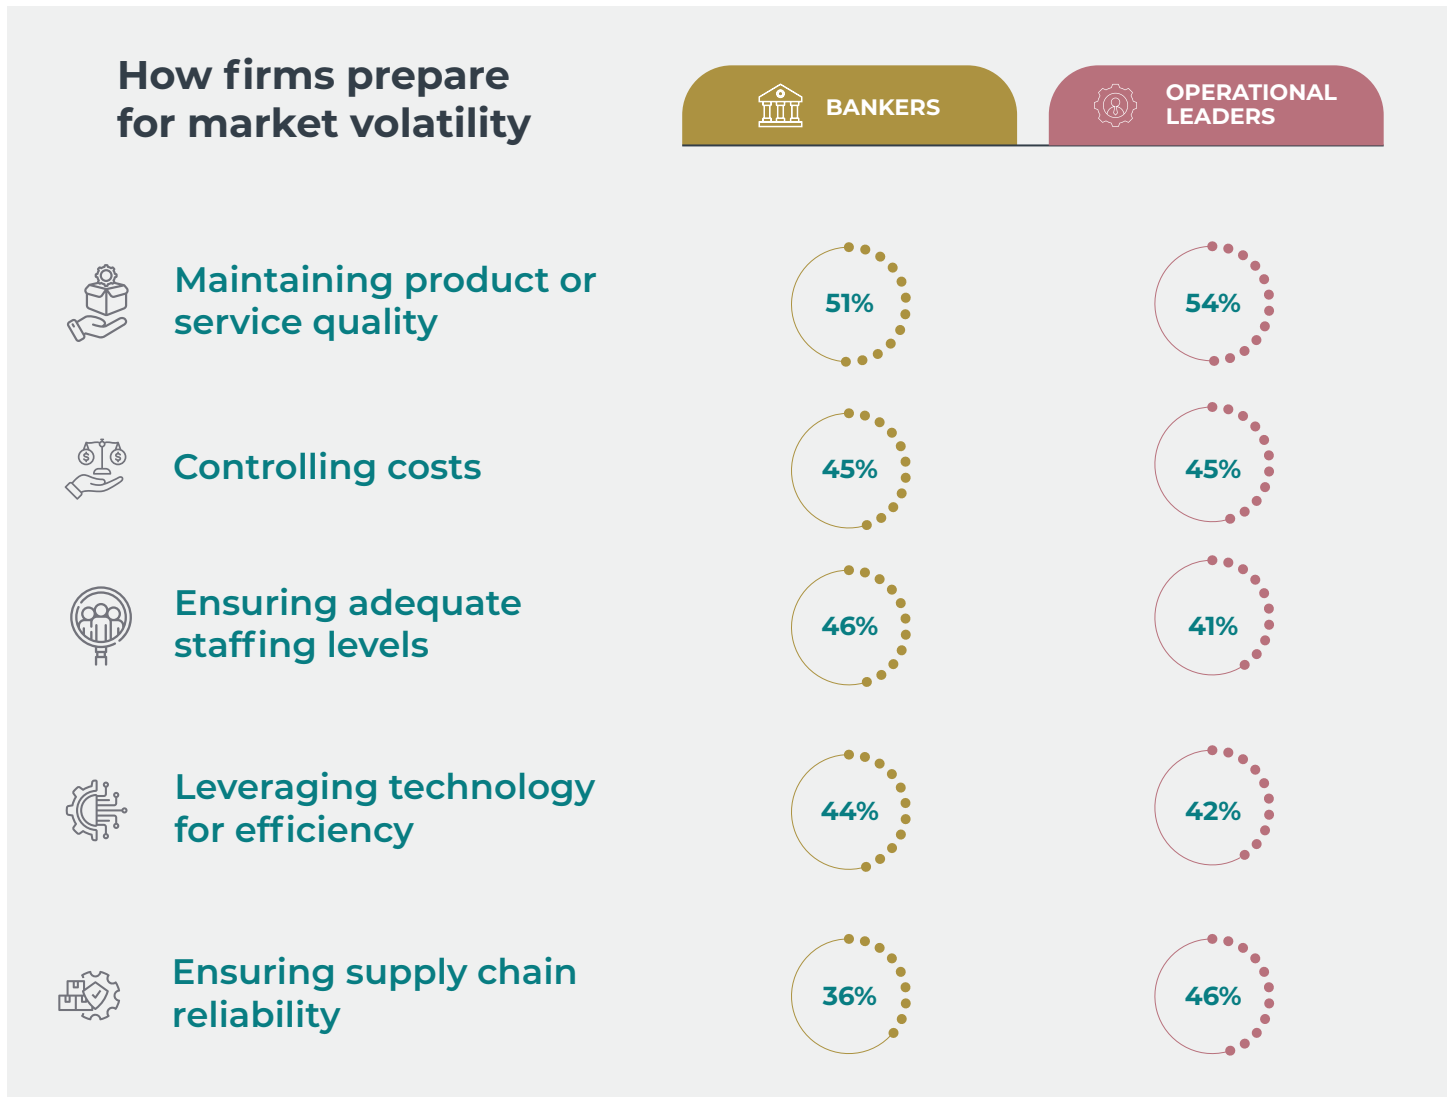 How firms prepare
for market volatility
BANKERS
OPERATIONAL
LEADERS
Maintaining product or
service quality
51%
54%
Controlling costs
45%
45%
Ensuring adequate
staffing levels
46%
41%
Leveraging technology
for efficiency
44%
42%
Ensuring supply chain
reliability
36%
46%